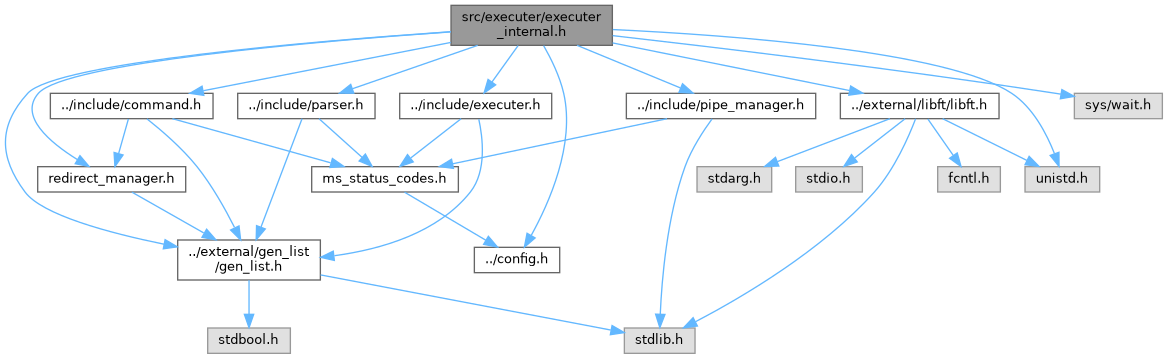 src/executer/executer
_internal.h
../include/command.h
../include/parser.h
../include/executer.h
../include/pipe_manager.h
../external/libft/libft.h
sys/wait.h
redirect_manager.h
ms_status_codes.h
stdarg.h
stdio.h
fcntl.h
unistd.h
../external/gen_list
/gen_list.h
../config.h
stdbool.h
stdlib.h